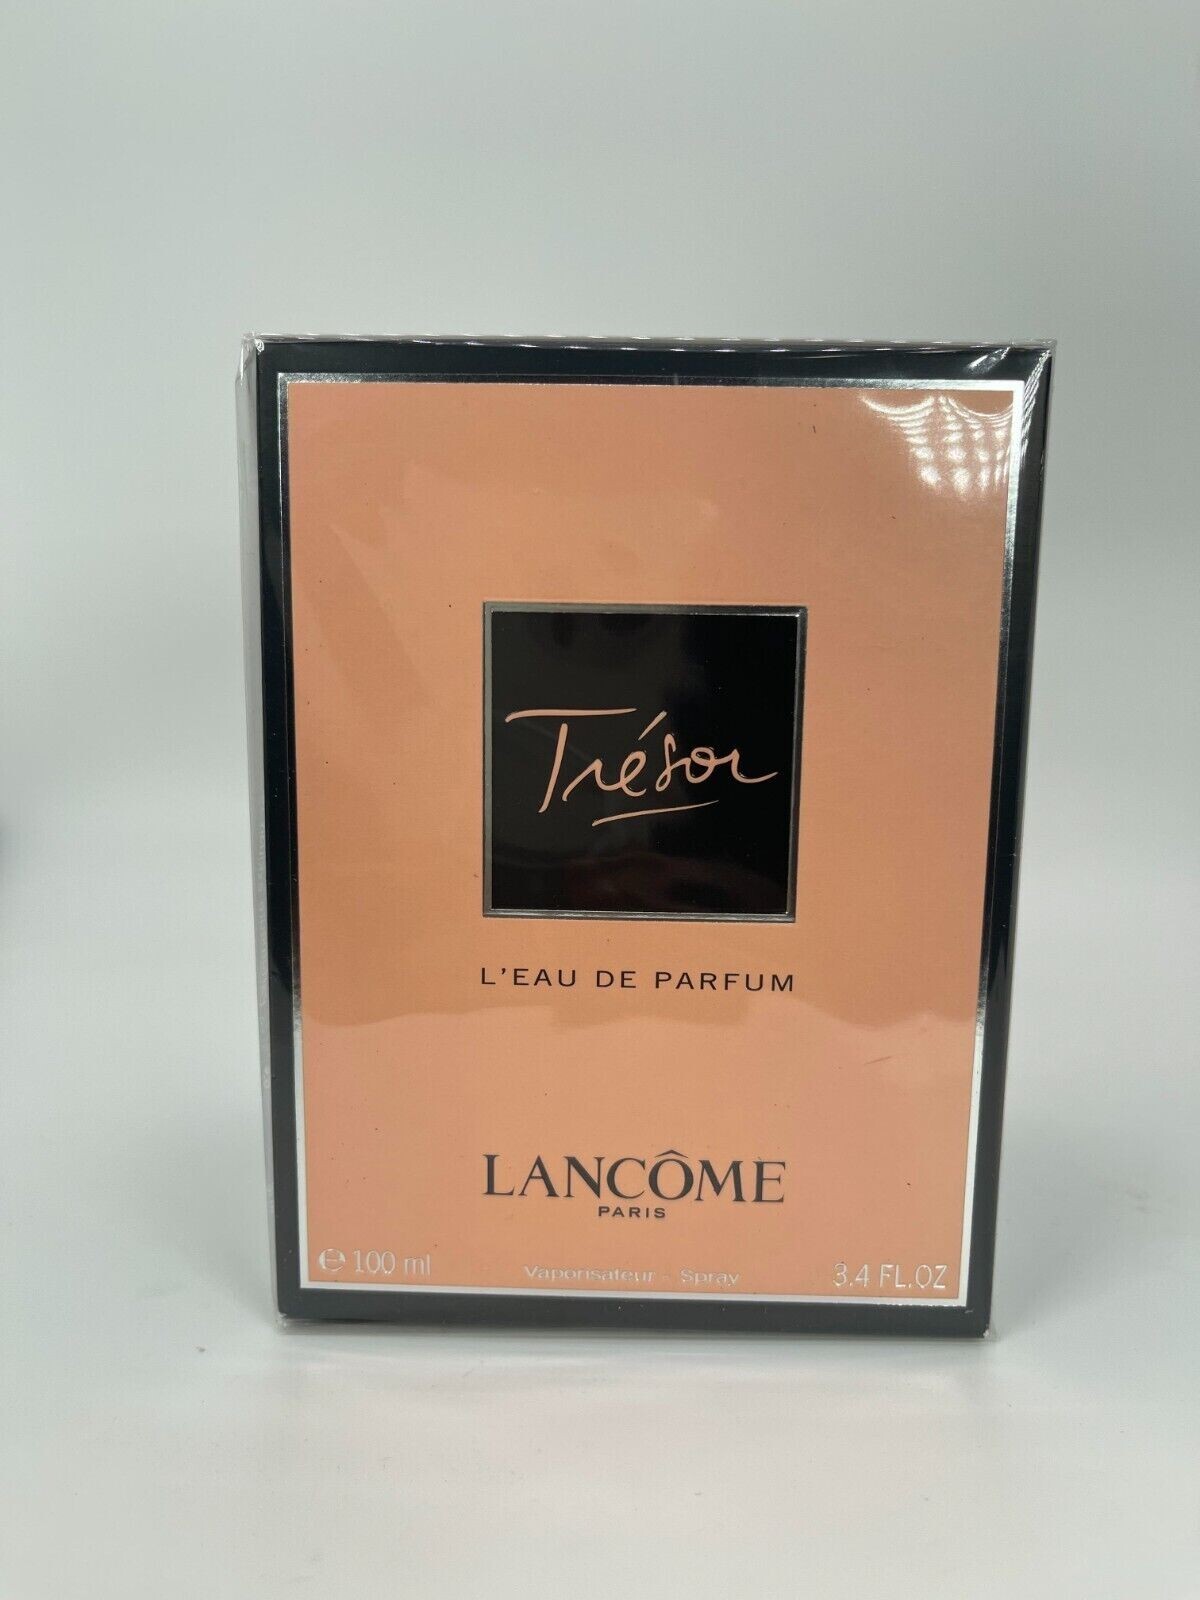 Trésor
L'EAU DE PARFUM
LANCÔME
PARIS
℮ 100 ml
Vaporisateur - Spray
3.4 FL.OZ